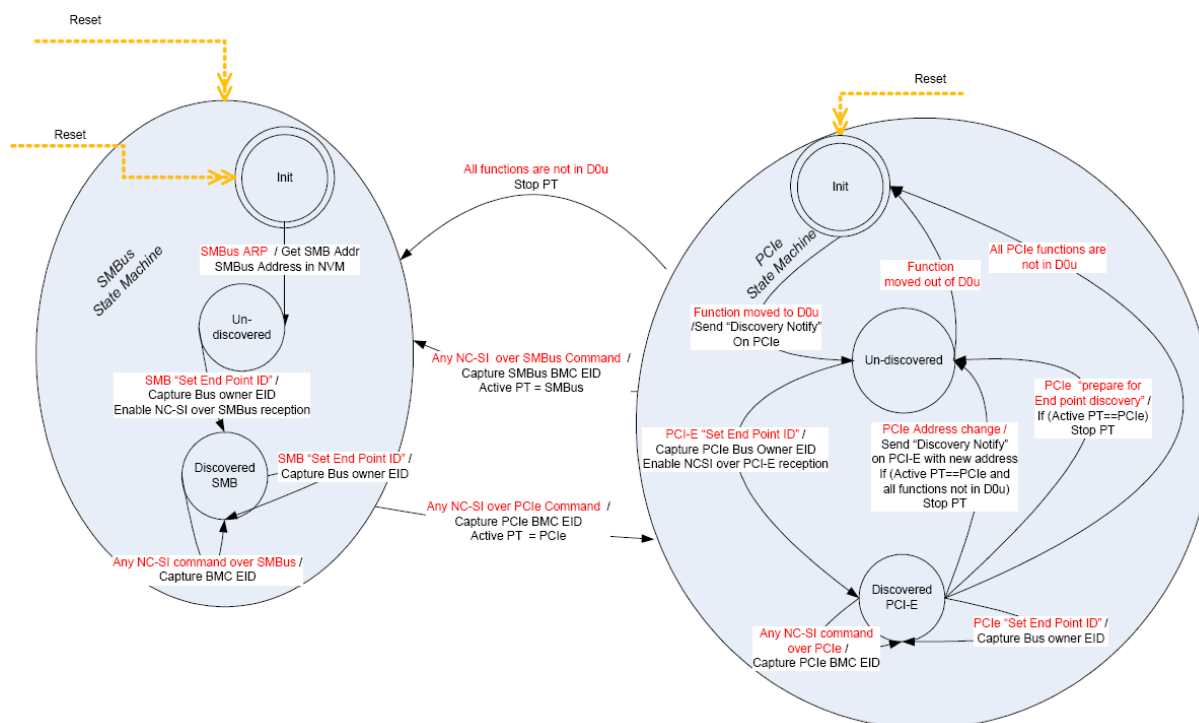 Reset
Reset
Reset
Init
SMBus
State Machine
SMBus ARP / Get SMB Addr
SMBus Address in NVM
Un-
discovered
SMB “Set End Point ID” /
Capture Bus owner EID
Enable NC-SI over SMBus reception
Discovered
SMB
SMB “Set End Point ID” /
Capture Bus owner EID
Any NC-SI command over SMBus /
Capture BMC EID
All functions are not in D0u
Stop PT
Any NC-SI over SMBus Command /
Capture SMBus BMC EID
Active PT = SMBus
Any NC-SI over PCIe Command /
Capture PCIe BMC EID
Active PT = PCIe
Init
PCIe
State Machine
Function moved to D0u
/Send “Discovery Notify”
On PCIe
Function
moved out of D0u
All PCIe functions are
not in D0u
Un-discovered
PCI-E “Set End Point ID” /
Capture PCIe Bus Owner EID
Enable NCSI over PCI-E reception
PCIe Address change /
Send “Discovery Notify”
on PCI-E with new address
If (Active PT==PCIe and
all functions not in D0u)
Stop PT
PCIe “prepare for
End point discovery” /
If (Active PT==PCIe)
Stop PT
Discovered
PCI-E
Any NC-SI command
over PCIe /
Capture PCIe BMC EID
PCIe “Set End Point ID” /
Capture Bus owner EID